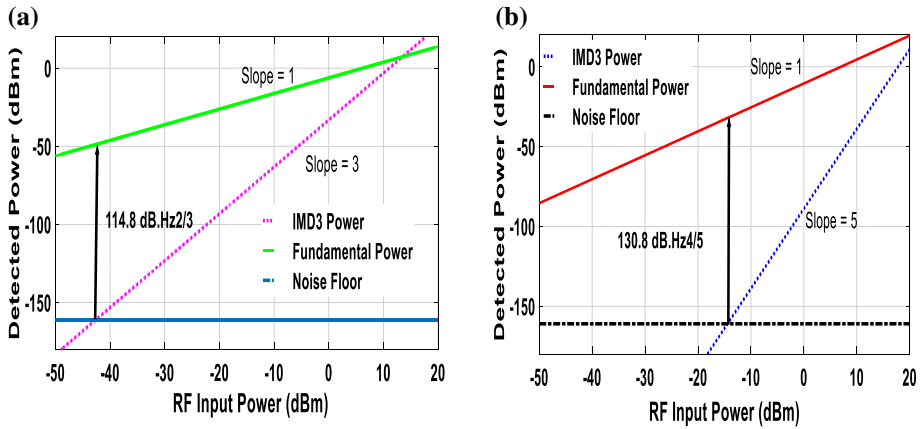 (a)
Detected Power (dBm)
0
-50
-100
-150
Slope = 1
Slope = 3
114.8 dB.Hz2/3
IMD3 Power
Fundamental Power
Noise Floor
-50 -40 -30 -20 -10 0 10 20
RF Input Power (dBm)
(b)
Detected Power (dBm)
0
-50
-100
-150
IMD3 Power
Fundamental Power
Noise Floor
Slope = 1
Slope = 5
130.8 dB.Hz4/5
-50 -40 -30 -20 -10 0 10 20
RF Input Power (dBm)